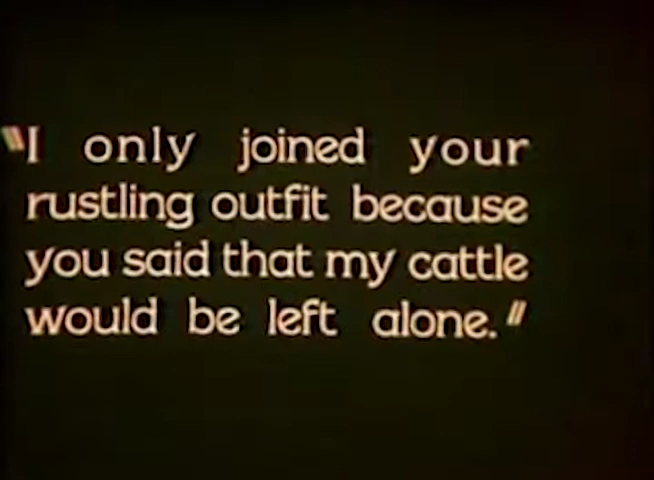 "I only joined your
rustling outfit because
you said that my cattle
would be left alone."